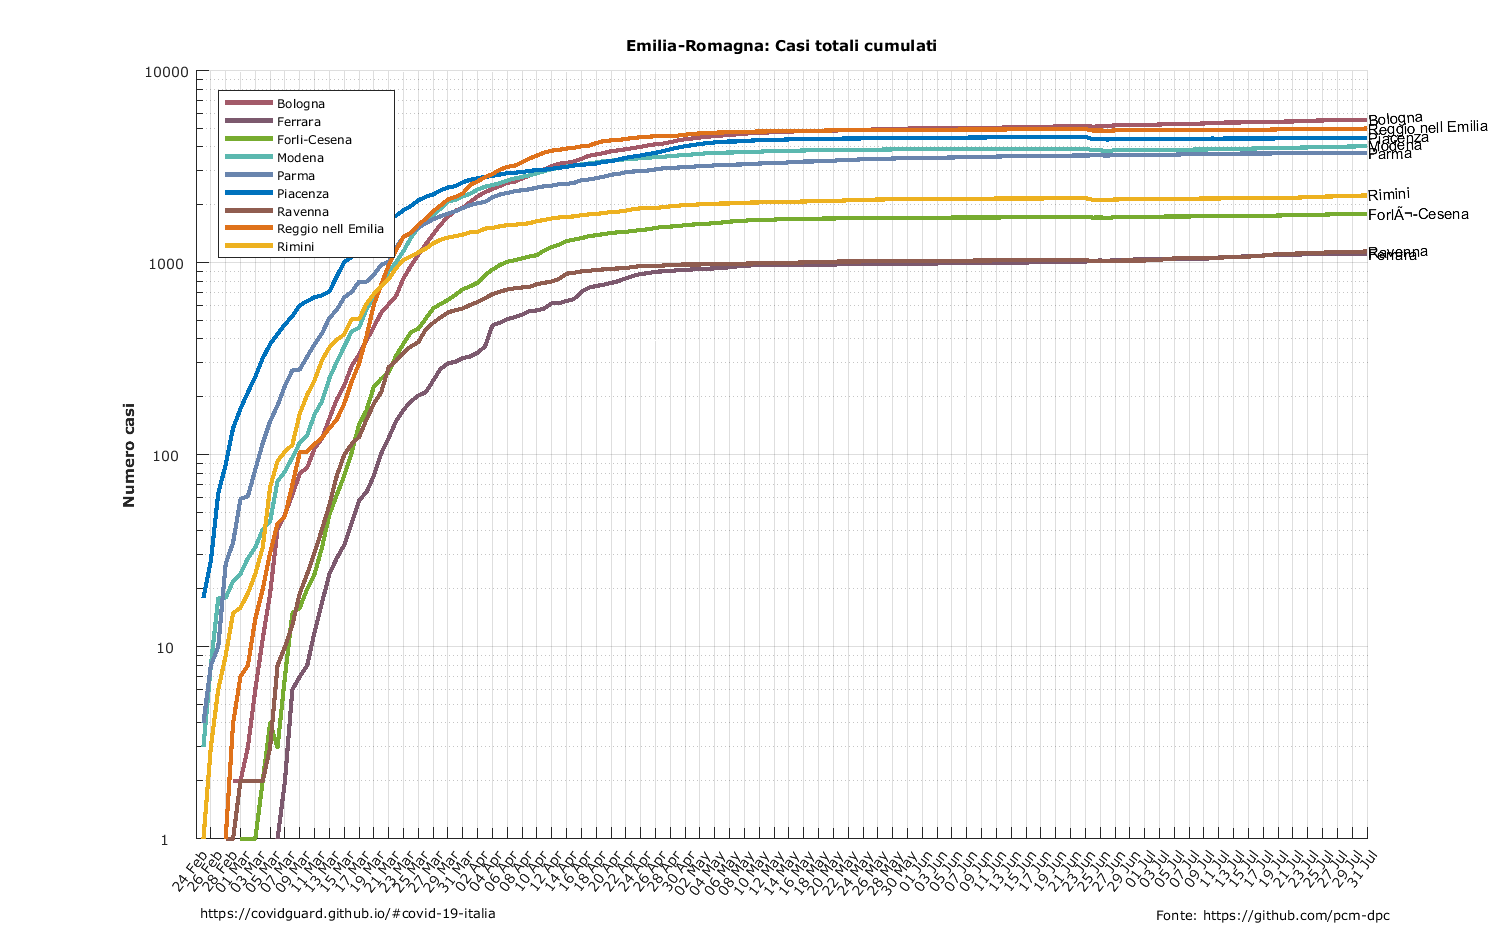 Emilia-Romagna: Casi totali cumulati
10000
1000
100
10
1
Numero casi
Bologna
Ferrara
Forli-Cesena
Modena
Parma
Piacenza
Ravenna
Reggio nell Emilia
Rimini
Bologna
Reggio nell Emilia
Piacenza
Modena
Parma
Rimini
ForlÃ¬-Cesena
Ravenna
Ferrara
24 Feb
26 Feb
28 Feb
01 Mar
03 Mar
05 Mar
07 Mar
09 Mar
11 Mar
13 Mar
15 Mar
17 Mar
19 Mar
21 Mar
23 Mar
25 Mar
27 Mar
29 Mar
31 Mar
02 Apr
04 Apr
06 Apr
08 Apr
10 Apr
12 Apr
14 Apr
16 Apr
18 Apr
20 Apr
22 Apr
24 Apr
26 Apr
28 Apr
30 Apr
02 May
04 May
06 May
08 May
10 May
12 May
14 May
16 May
18 May
20 May
22 May
24 May
26 May
28 May
30 May
01 Jun
03 Jun
05 Jun
07 Jun
09 Jun
11 Jun
13 Jun
15 Jun
17 Jun
19 Jun
21 Jun
23 Jun
25 Jun
27 Jun
29 Jun
01 Jul
03 Jul
05 Jul
07 Jul
09 Jul
11 Jul
13 Jul
15 Jul
17 Jul
19 Jul
21 Jul
23 Jul
25 Jul
27 Jul
29 Jul
31 Jul
https://covidguard.github.io/#covid-19-italia
Fonte: https://github.com/pcm-dpc